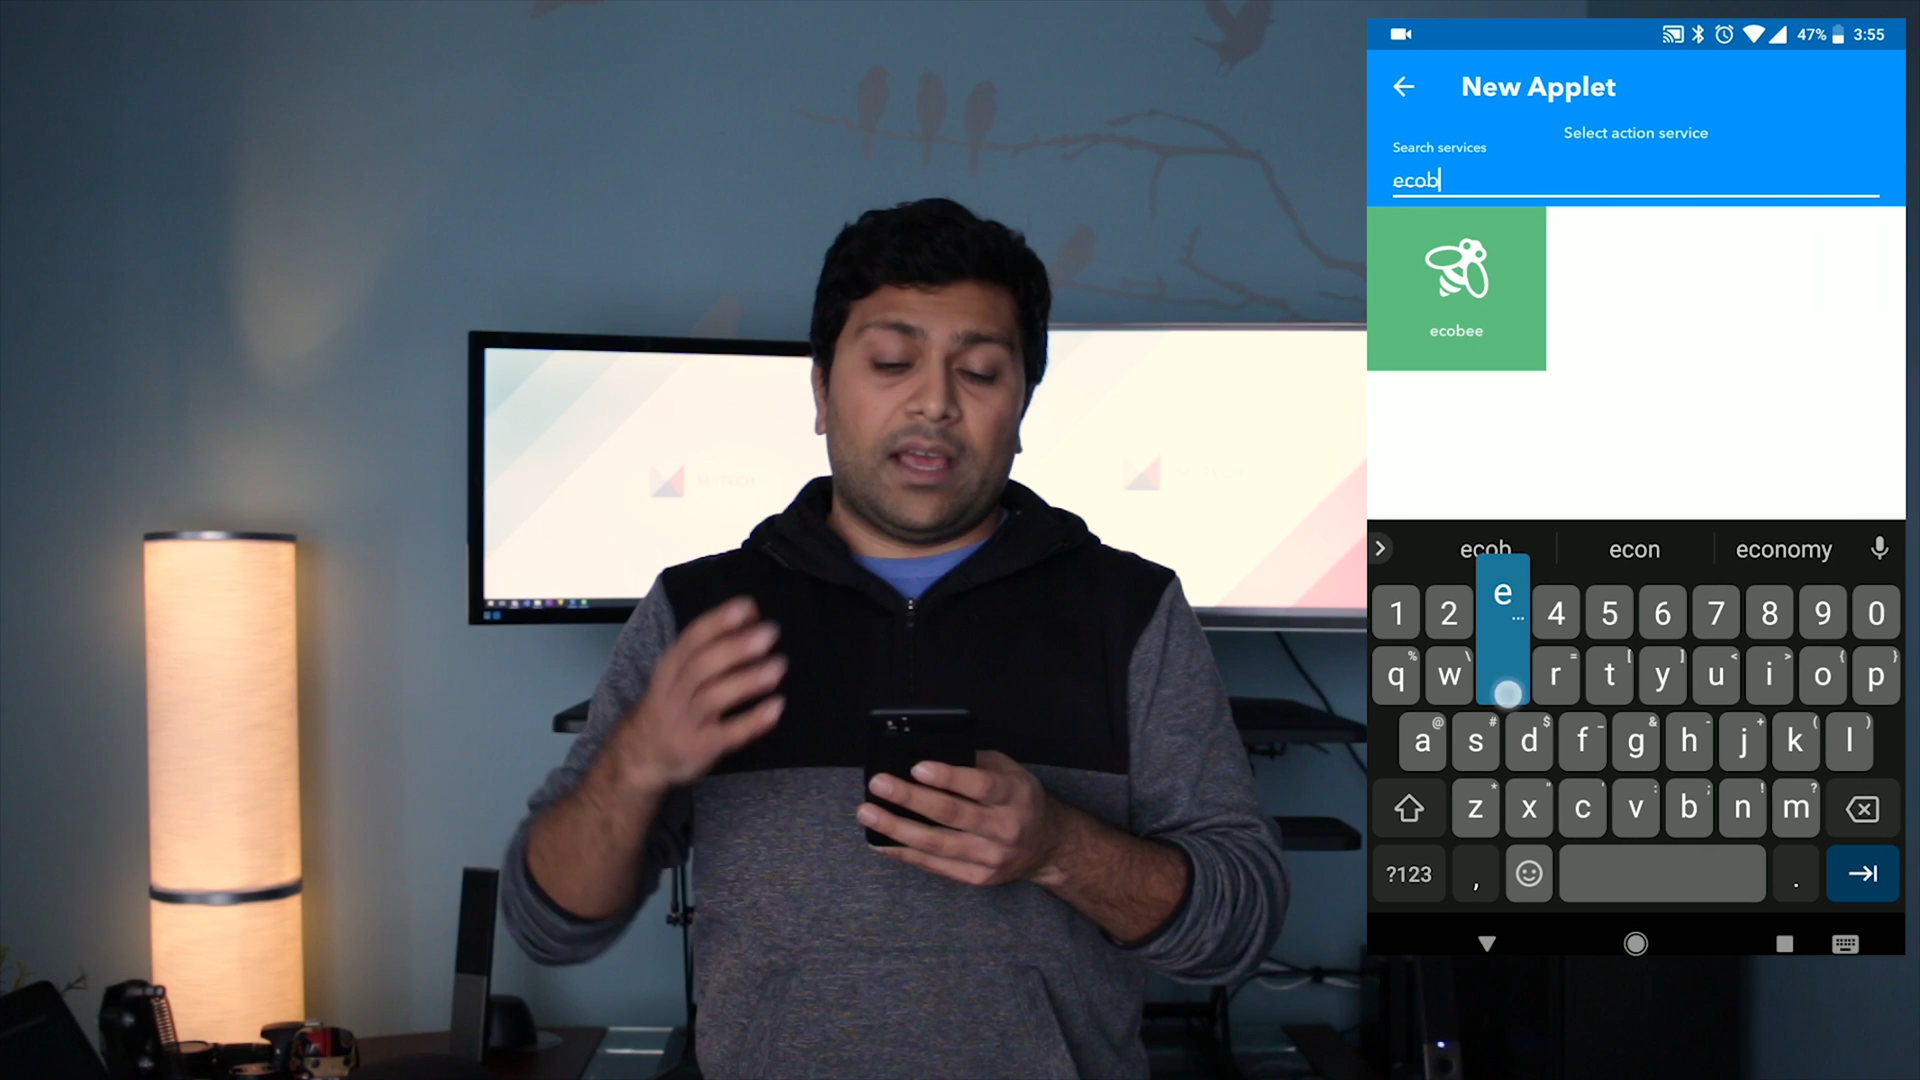 47% 3:55
New Applet
Select action service
Search services
ecob
ecobee
ecob econ economy
e
...
1 2 4 5 6 7 8 9 0
% \ = [ ] < > { }
q w r t y u i o p
@ # $ _ & - + ( )
a s d f g h j k l
* " ' : ; ! ?
z x c v b n m
?123 , .